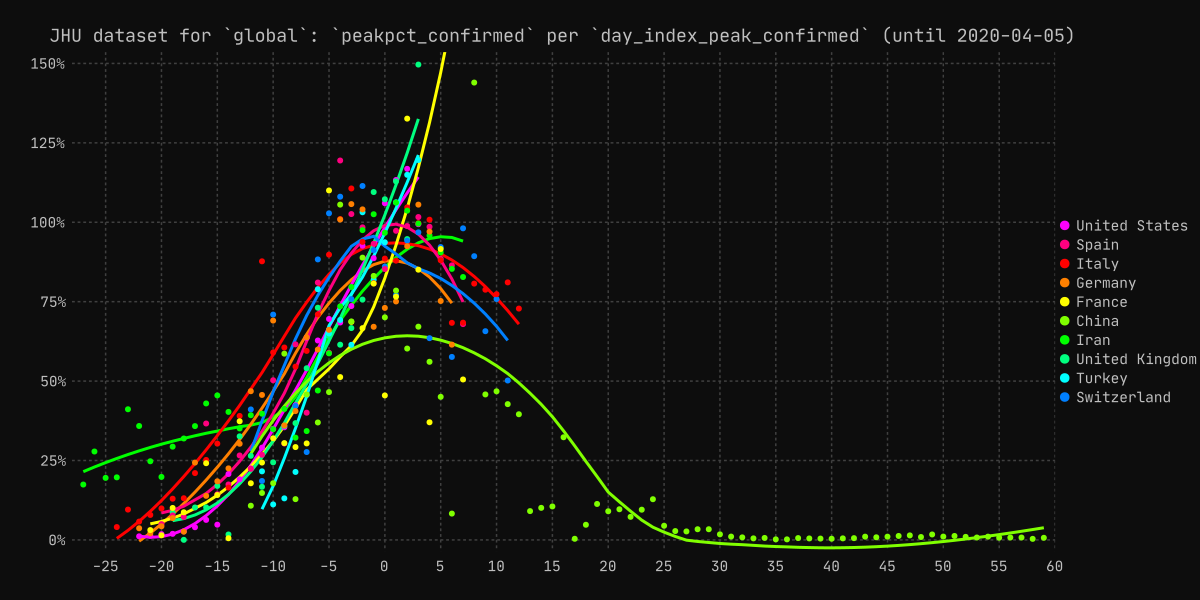 JHU dataset for `global`: `peakpct_confirmed` per `day_index_peak_confirmed` (until 2020-04-05)
150%
125%
100%
75%
50%
25%
0%
−25
−20
−15
−10
−5
0
5
10
15
20
25
30
35
40
45
50
55
60
United States
Spain
Italy
Germany
France
China
Iran
United Kingdom
Turkey
Switzerland